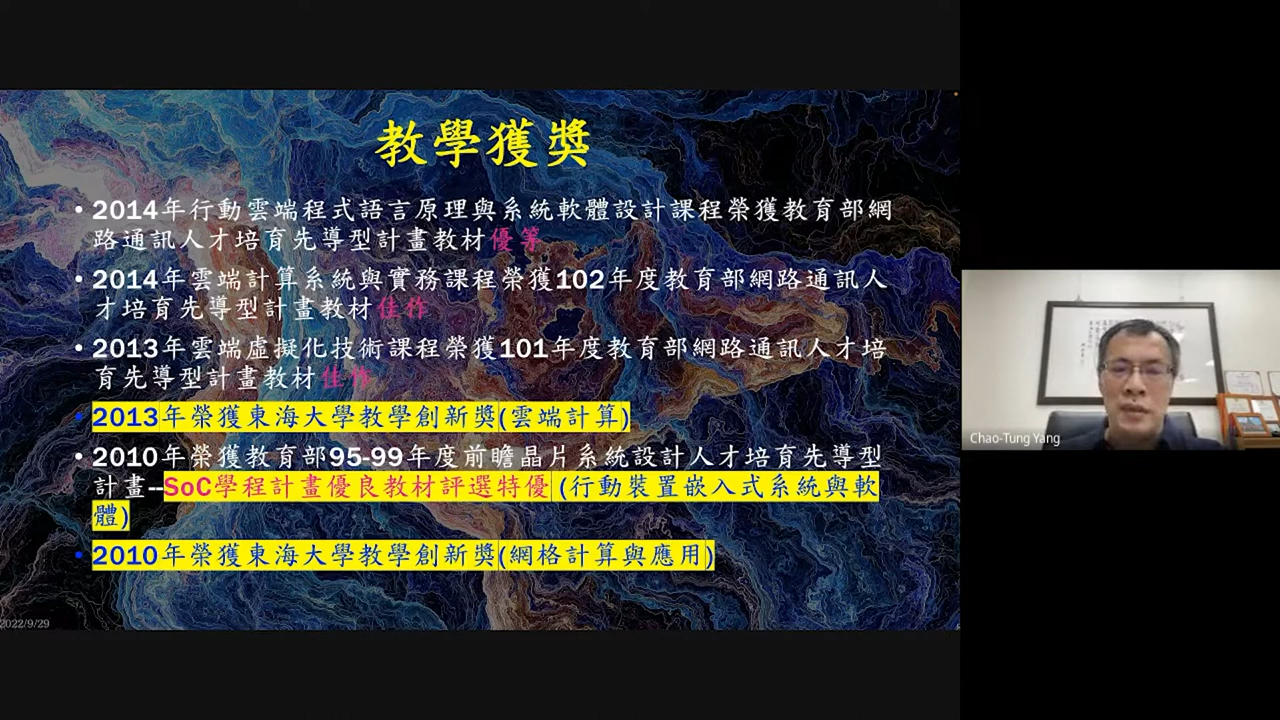 教學獲獎
• 2014年行動雲端程式語言原理與系統軟體設計課程榮獲教育部網
路通訊人才培育先導型計畫教材優等
• 2014年雲端計算系統與實務課程榮獲102年度教育部網路通訊人
才培育先導型計畫教材佳作
• 2013年雲端虛擬化技術課程榮獲101年度教育部網路通訊人才培
育先導型計畫教材佳作
• 2013年榮獲東海大學教學創新獎(雲端計算)
• 2010年榮獲教育部95-99年度前瞻晶片系統設計人才培育先導型
計畫--SoC學程計畫優良教材評選特優 (行動裝置嵌入式系統與軟
體)
• 2010年榮獲東海大學教學創新獎(網格計算與應用)
2022/9/29
Chao-Tung Yang